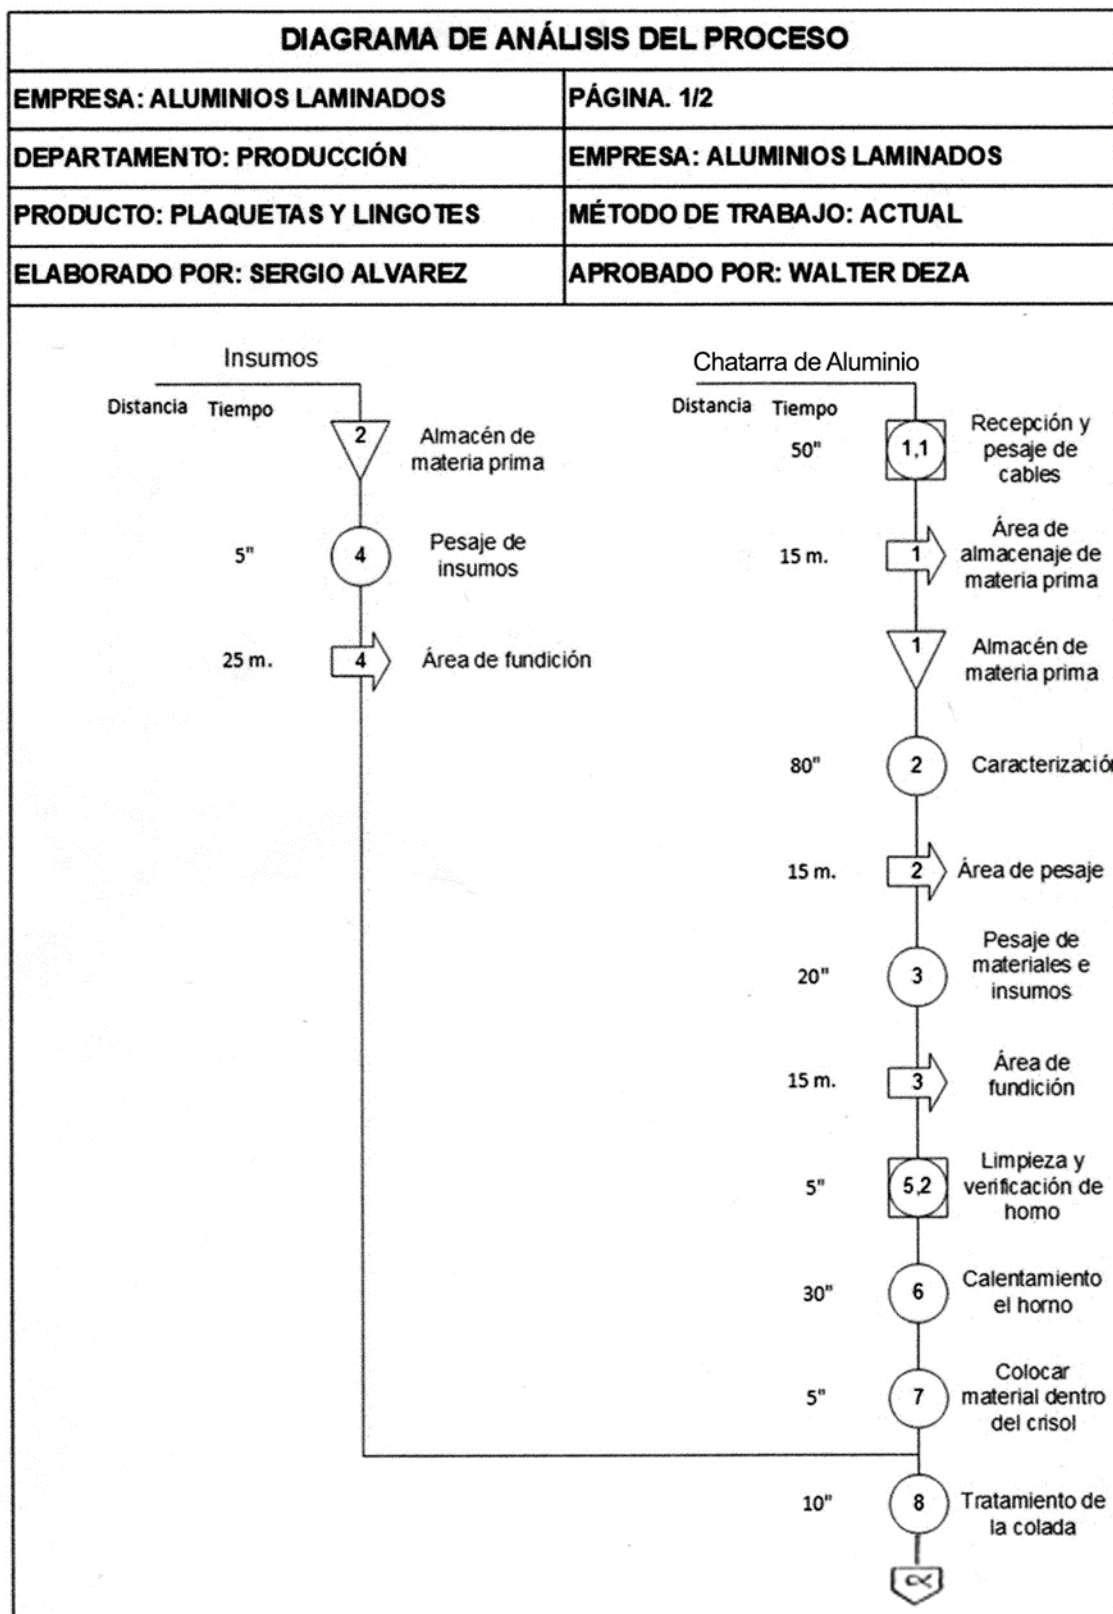 DIAGRAMA DE ANÁLISIS DEL PROCESO
EMPRESA: ALUMINIOS LAMINADOS
PÁGINA. 1/2
DEPARTAMENTO: PRODUCCIÓN
EMPRESA: ALUMINIOS LAMINADOS
PRODUCTO: PLAQUETAS Y LINGOTES
MÉTODO DE TRABAJO: ACTUAL
ELABORADO POR: SERGIO ALVAREZ
APROBADO POR: WALTER DEZA
Insumos
Distancia Tiempo
2
Almacén de
materia prima
5"
4
Pesaje de
insumos
25 m.
4
Área de fundición
Chatarra de Aluminio
Distancia Tiempo
50"
1,1
Recepción y
pesaje de
cables
15 m.
1
Área de
almacenaje de
materia prima
1
Almacén de
materia prima
80"
2
Caracterización
15 m.
2
Área de pesaje
20"
3
Pesaje de
materiales e
insumos
15 m.
3
Área de
fundición
5"
5,2
Limpieza y
verificación de
horno
30"
6
Calentamiento
el horno
5"
7
Colocar
material dentro
del crisol
10"
8
Tratamiento de
la colada
α